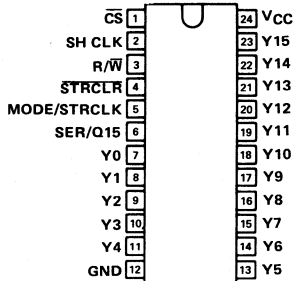 C̅S̅ 1 24 VCC
SH CLK 2 23 Y15
R/W̅ 3 22 Y14
S̅T̅R̅C̅L̅R̅ 4 21 Y13
MODE/STRCLK 5 20 Y12
SER/Q15 6 19 Y11
Y0 7 18 Y10
Y1 8 17 Y9
Y2 9 16 Y8
Y3 10 15 Y7
Y4 11 14 Y6
GND 12 13 Y5